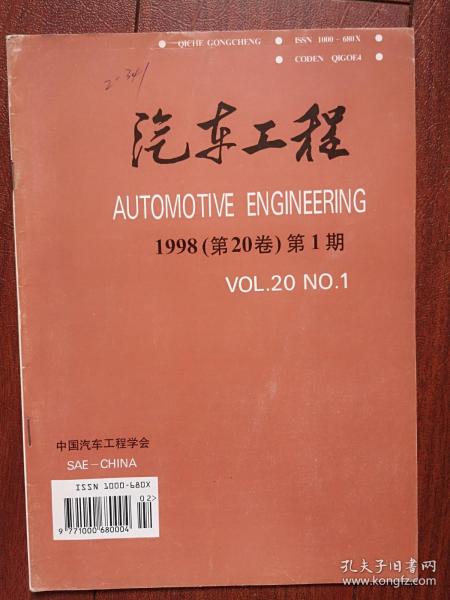 ● QICHE GONGCHENG ● ISSN 1000-680X
● CODEN QIGOE4
汽车工程
AUTOMOTIVE ENGINEERING
1998(第20卷)第1期
VOL.20 NO.1
中国汽车工程学会
SAE-CHINA
ISSN 1000-680X
02
9 771000 680004
孔夫子旧书网
www.kongfz.com